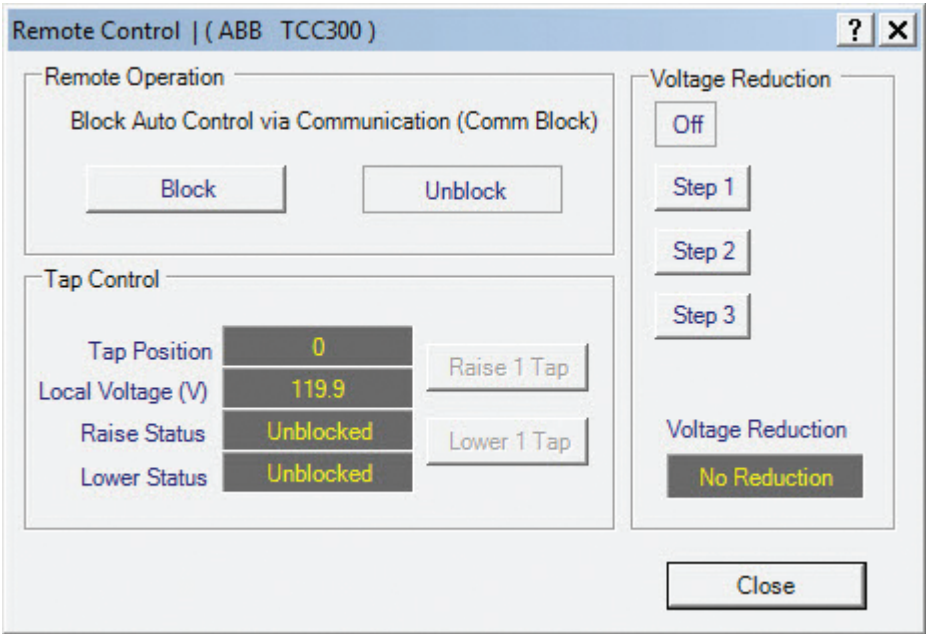 Remote Control | ( ABB TCC300 )
? X
Remote Operation
Block Auto Control via Communication (Comm Block)
Block
Unblock
Tap Control
Tap Position
0
Local Voltage (V)
119.9
Raise Status
Unblocked
Lower Status
Unblocked
Raise 1 Tap
Lower 1 Tap
Voltage Reduction
Off
Step 1
Step 2
Step 3
Voltage Reduction
No Reduction
Close